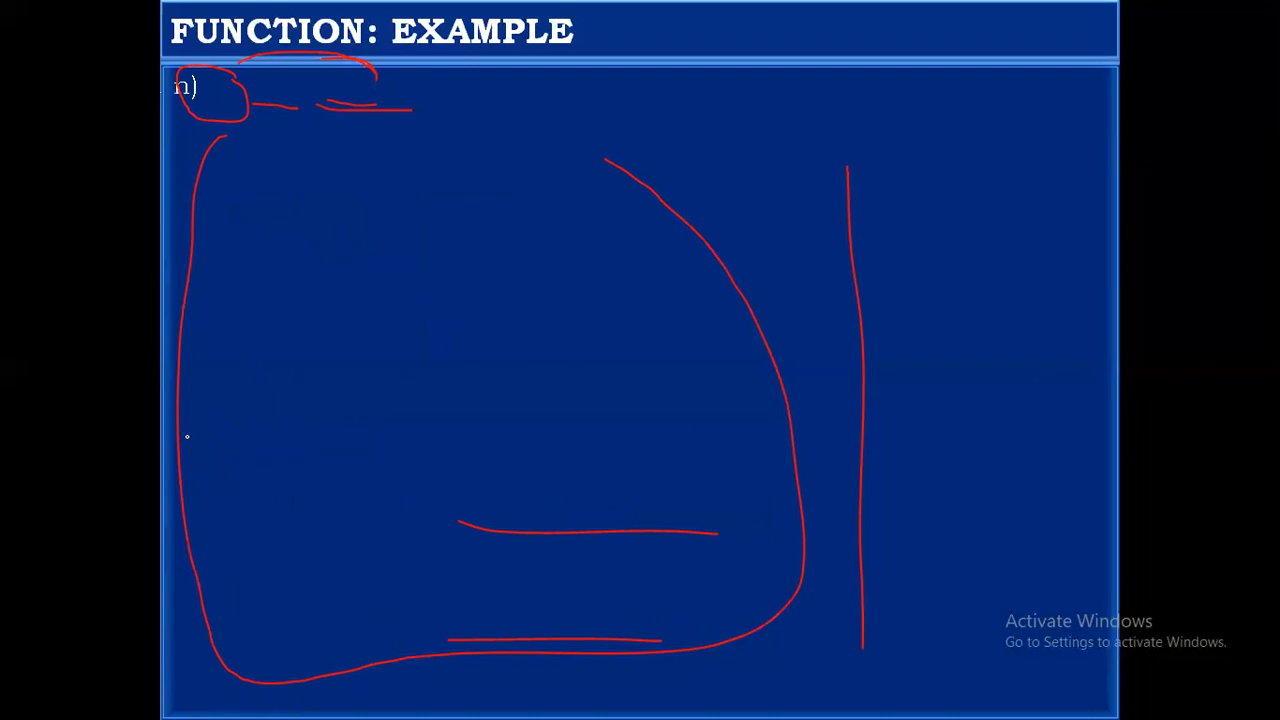 FUNCTION: EXAMPLE
n)
Activate Windows
Go to Settings to activate Windows.